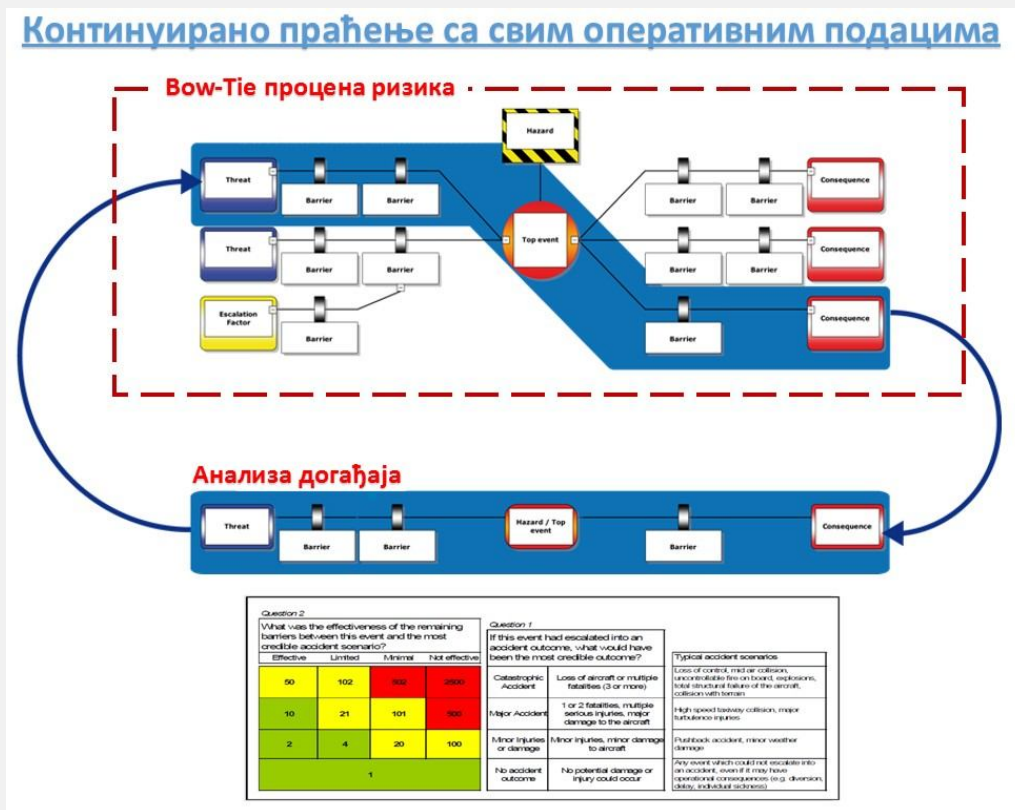 Континуирано праћење са свим оперативним подацима
Bow-Tie процена ризика
Hazard
Threat
Barrier
Barrier
Barrier
Barrier
Consequence
Threat
Barrier
Barrier
Top event
Barrier
Barrier
Consequence
Escalation
Factor
Barrier
Barrier
Consequence
Анализа догађаја
Threat
Barrier
Barrier
Hazard / Top
event
Barrier
Consequence
Question 2
What was the effectiveness of the remaining
barriers between this event and the most
credible accident scenario?
Effective Limited Minimal Not effective
Question 1
If this event had escalated into an
accident outcome, what would have
been the most credible outcome?
Typical accident scenarios
50 102 502 2500
Catastrophic
Accident
Loss of aircraft or multiple
fatalities (3 or more)
Loss of control, mid air collision,
uncontrollable fire on board, explosions,
total structural failure of the aircraft,
collision with terrain
10 21 101 500
Major Accident
1 or 2 fatalities, multiple
serious injuries, major
damage to the aircraft
High speed taxiway collision, major
turbulence injuries
2 4 20 100
Minor Injuries
or damage
Minor injuries, minor damage
to aircraft
Pushback accident, minor weather
damage
1
No accident
outcome
No potential damage or
injury could occur
Any event which could not escalate into
an accident, even if it may have
operational consequences (e.g. diversion,
delay, individual sickness)